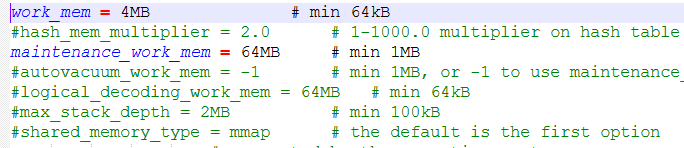 work_mem = 4MB # min 64kB
#hash_mem_multiplier = 2.0 # 1-1000.0 multiplier on hash table
maintenance_work_mem = 64MB # min 1MB
#autovacuum_work_mem = -1 # min 1MB, or -1 to use maintenance_
#logical_decoding_work_mem = 64MB # min 64kB
#max_stack_depth = 2MB # min 100kB
#shared_memory_type = mmap # the default is the first option